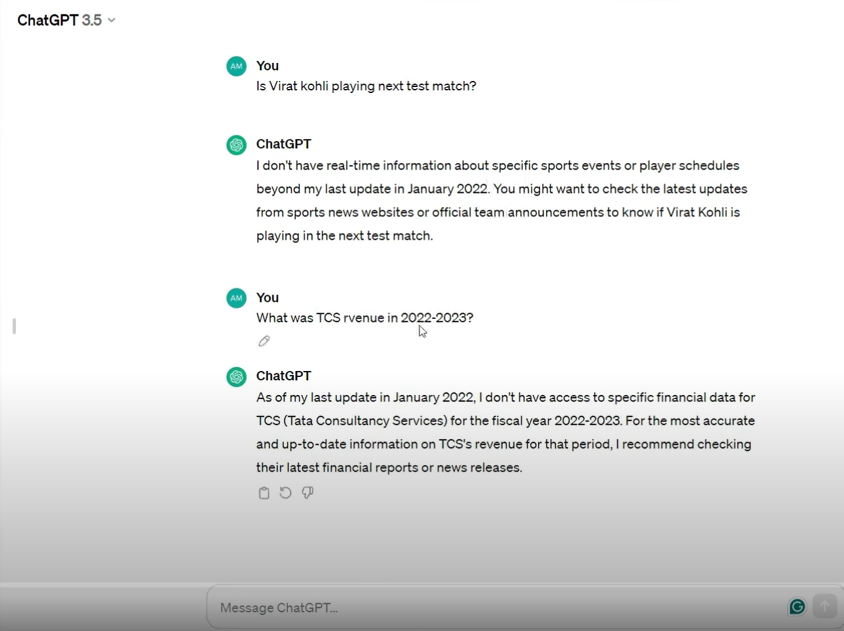 ChatGPT 3.5
AM You
Is Virat kohli playing next test match?
ChatGPT
I don't have real-time information about specific sports events or player schedules
beyond my last update in January 2022. You might want to check the latest updates
from sports news websites or official team announcements to know if Virat Kohli is
playing in the next test match.
AM You
What was TCS rvenue in 2022-2023?
ChatGPT
As of my last update in January 2022, I don't have access to specific financial data for
TCS (Tata Consultancy Services) for the fiscal year 2022-2023. For the most accurate
and up-to-date information on TCS's revenue for that period, I recommend checking
their latest financial reports or news releases.
Message ChatGPT...